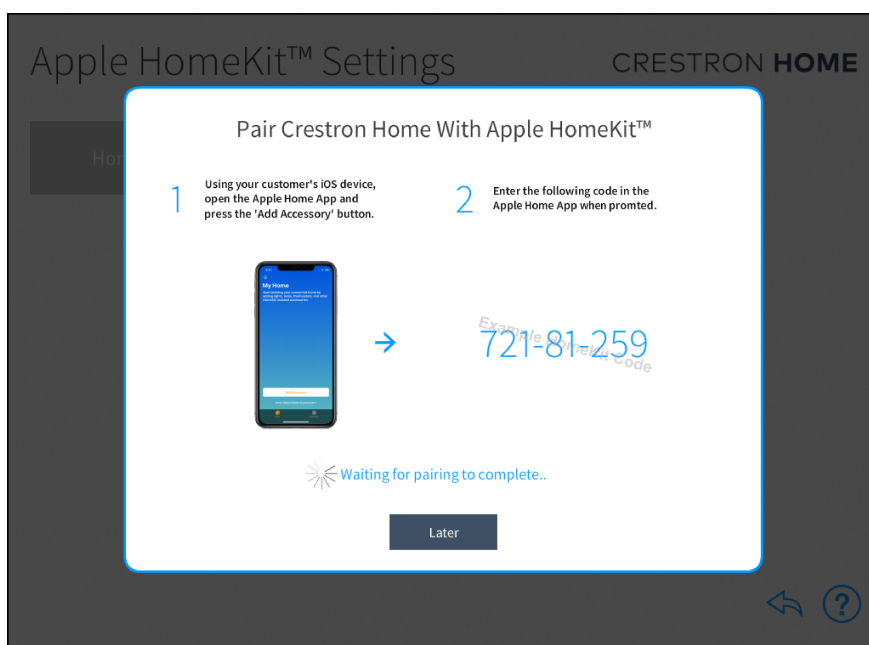 Apple HomeKit™ Settings
CRESTRON HOME
Hom
Pair Crestron Home With Apple HomeKit™
1
Using your customer's iOS device,
open the Apple Home App and
press the 'Add Accessory' button.
2
Enter the following code in the
Apple Home App when promted.
My Home
721-81-259
Example HomeKit Code
Waiting for pairing to complete..
Later
?